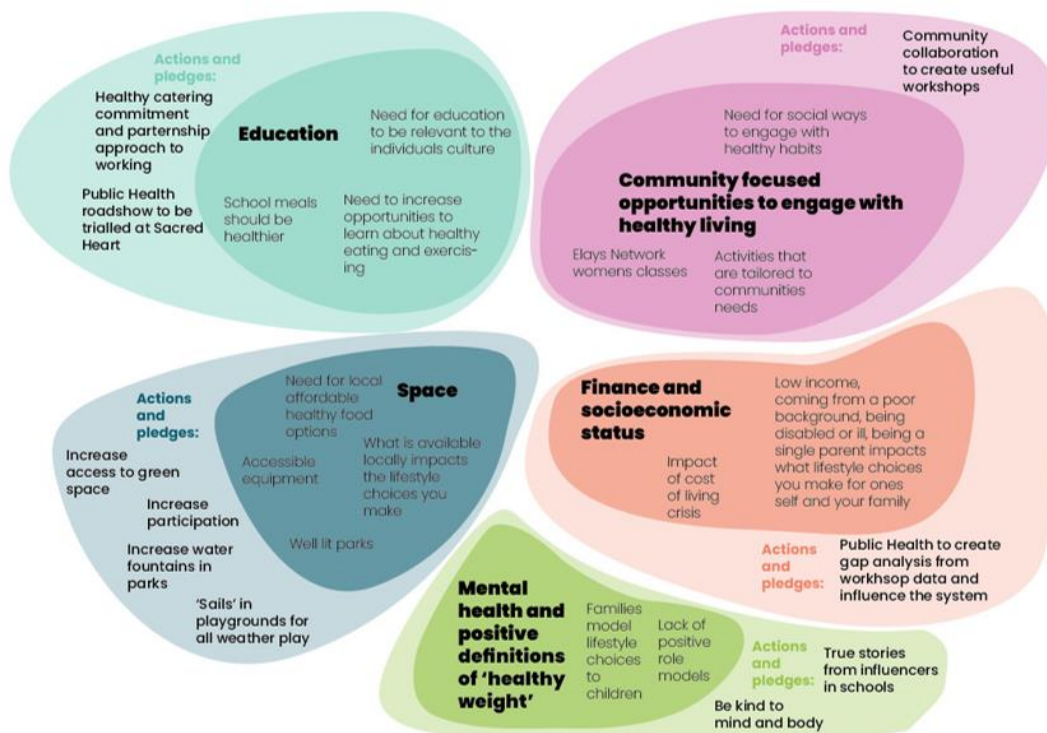 Actions and
pledges:
Healthy catering
commitment
and parternship
approach to
working
Public Health
roadshow to be
trialled at Sacred
Heart
Education
Need for education
to be relevant to the
individuals culture
School meals
should be
healthier
Need to increase
opportunities to
learn about healthy
eating and exercis-
ing
Actions and
pledges:
Community
collaboration
to create useful
workshops
Need for social ways
to engage with
healthy habits
Community focused
opportunities to engage with
healthy living
Elays Network
womens classes
Activities that
are tailored to
communities
needs
Actions
and
pledges:
Increase
access to green
space
Increase
participation
Increase water
fountains in
parks
'Sails' in
playgrounds for
all weather play
Need for local
affordable
healthy food
options
Space
Accessible
equipment
What is available
locally impacts
the lifestyle
choices you
make
Well lit parks
Finance and
socioeconomic
status
Impact
of cost
of living
crisis
Low income,
coming from a poor
background, being
disabled or ill, being a
single parent impacts
what lifestyle choices
you make for ones
self and your family
Actions
and
pledges:
Public Health to create
gap analysis from
workhsop data and
influence the system
Mental
health and
positive
definitions
of 'healthy
weight'
Families
model
lifestyle
choices
to
children
Lack of
positive
role
models
Actions
and
pledges:
True stories
from influencers
in schools
Be kind to
mind and body